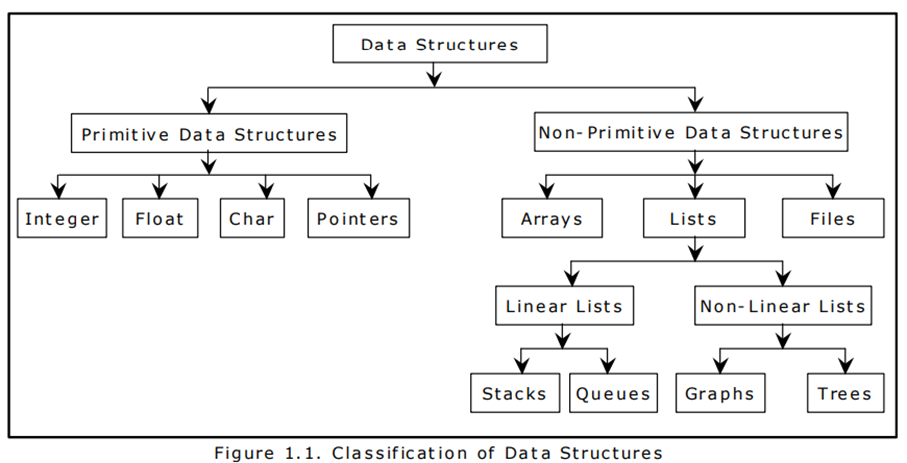 Data Structures
Primitive Data Structures
Non-Primitive Data Structures
Integer
Float
Char
Pointers
Arrays
Lists
Files
Linear Lists
Non-Linear Lists
Stacks
Queues
Graphs
Trees
Figure 1.1. Classification of Data Structures